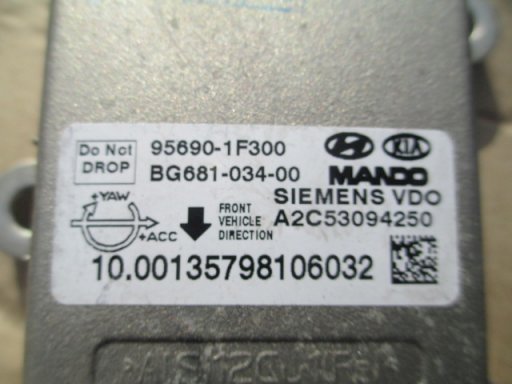 Do Not DROP
95690-1F300
KIA
BG681-034-00
MANDO
SIEMENS VDO
+YAW
+ACC
FRONT
VEHICLE
DIRECTION
A2C53094250
10.00135798106032